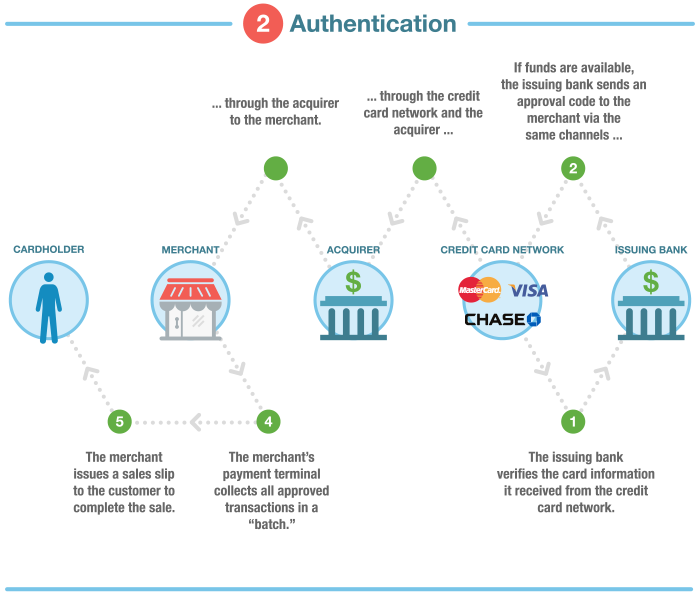 2 Authentication
If funds are available,
the issuing bank sends an
approval code to the
merchant via the
same channels ...
... through the credit
card network and the
acquirer ...
... through the acquirer
to the merchant.
2
CARDHOLDER
MERCHANT
ACQUIRER
CREDIT CARD NETWORK
ISSUING BANK
$
MasterCard
VISA
CHASE
$
5
4
1
The merchant
issues a sales slip
to the customer to
complete the sale.
The merchant's
payment terminal
collects all approved
transactions in a
“batch.”
The issuing bank
verifies the card information
it received from the credit
card network.